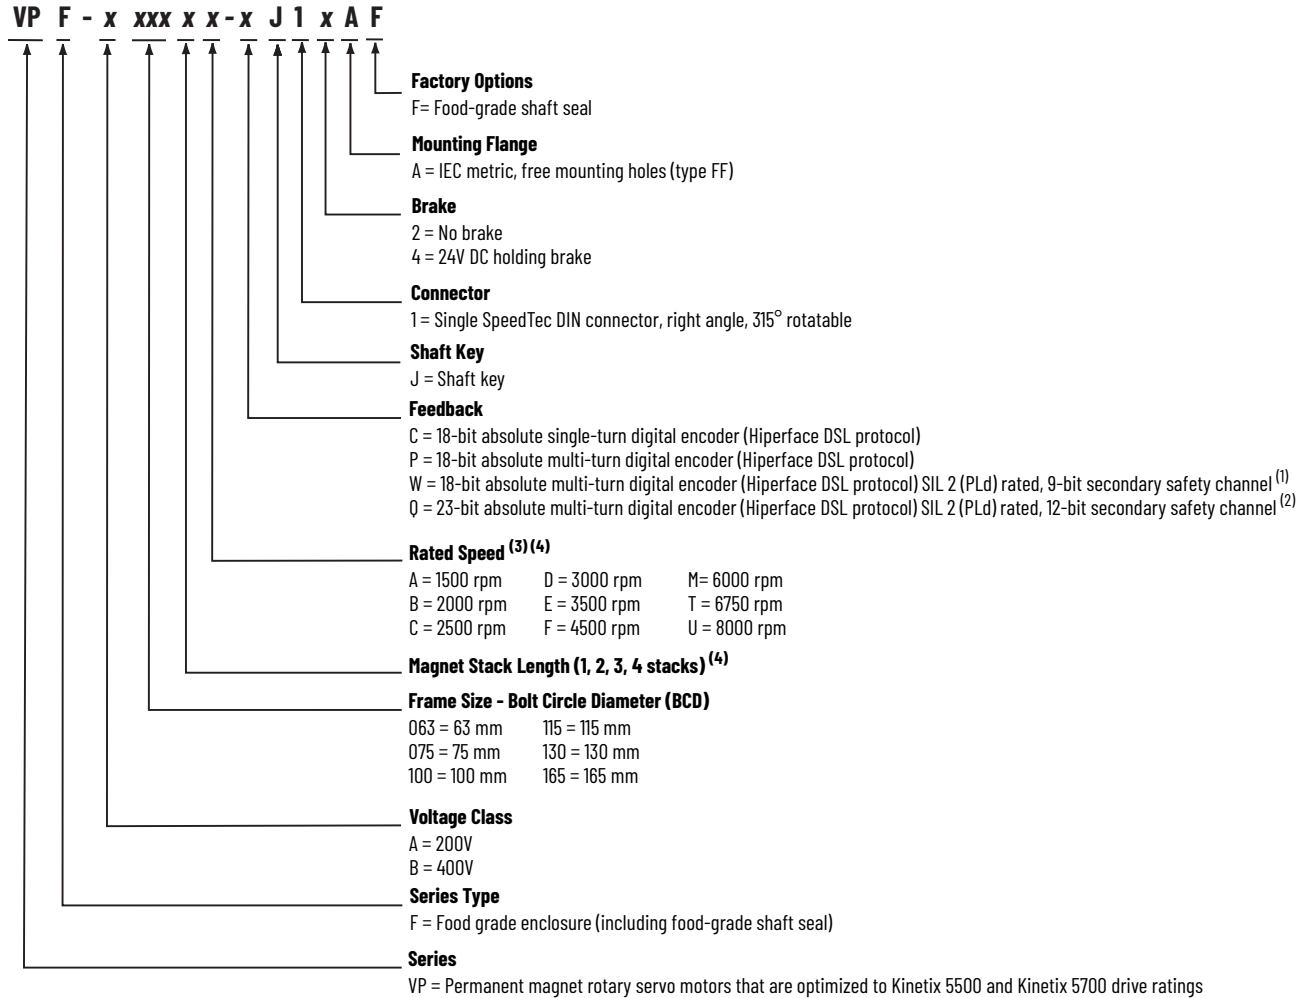 VP F - x xxx x x - x J 1 x A F
Factory Options
F= Food-grade shaft seal
Mounting Flange
A = IEC metric, free mounting holes (type FF)
Brake
2 = No brake
4 = 24V DC holding brake
Connector
1 = Single SpeedTec DIN connector, right angle, 315° rotatable
Shaft Key
J = Shaft key
Feedback
C = 18-bit absolute single-turn digital encoder (Hiperface DSL protocol)
P = 18-bit absolute multi-turn digital encoder (Hiperface DSL protocol)
W = 18-bit absolute multi-turn digital encoder (Hiperface DSL protocol) SIL 2 (PLd) rated, 9-bit secondary safety channel (1)
Q = 23-bit absolute multi-turn digital encoder (Hiperface DSL protocol) SIL 2 (PLd) rated, 12-bit secondary safety channel (2)
Rated Speed (3) (4)
A = 1500 rpm D = 3000 rpm M= 6000 rpm
B = 2000 rpm E = 3500 rpm T = 6750 rpm
C = 2500 rpm F = 4500 rpm U = 8000 rpm
Magnet Stack Length (1, 2, 3, 4 stacks) (4)
Frame Size - Bolt Circle Diameter (BCD)
063 = 63 mm 115 = 115 mm
075 = 75 mm 130 = 130 mm
100 = 100 mm 165 = 165 mm
Voltage Class
A = 200V
B = 400V
Series Type
F = Food grade enclosure (including food-grade shaft seal)
Series
VP = Permanent magnet rotary servo motors that are optimized to Kinetix 5500 and Kinetix 5700 drive ratings